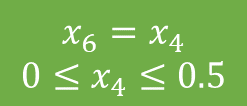 x₆ = x₄
0 ≤ x₄ ≤ 0.5